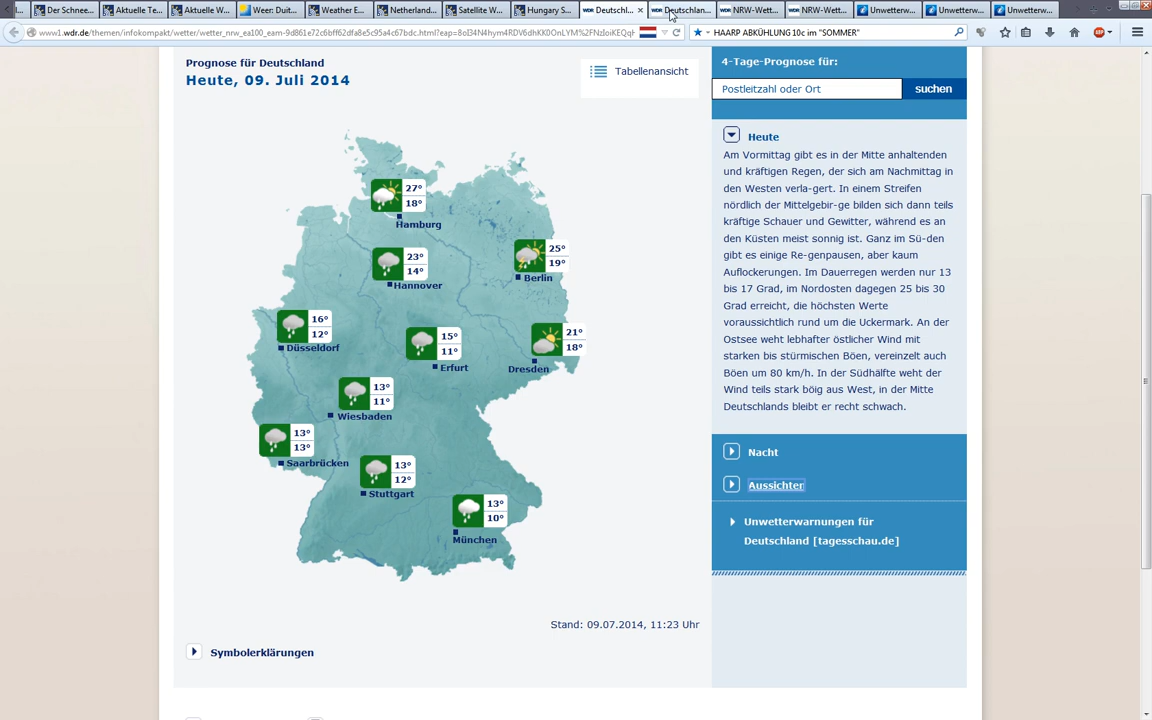 I...
Der Schnee...
Aktuelle Te...
Aktuelle W...
Weer: Duit...
Weather E...
Netherland...
Satellite W...
Hungary S...
WDR Deutschl... ×
WDR Deutschlan...
WDR NRW-Wett...
WDR NRW-Wett...
Unwetterw...
Unwetterw...
Unwetterw...
HAARP ABKÜHLUNG 10c im "SOMMER"
ABP
Prognose für Deutschland
Heute, 09. Juli 2014
Tabellenansicht
27°
18°
Hamburg
25°
19°
Berlin
23°
14°
Hannover
16°
12°
Düsseldorf
15°
11°
Erfurt
21°
18°
Dresden
13°
11°
Wiesbaden
13°
13°
Saarbrücken
13°
12°
Stuttgart
13°
10°
München
Stand: 09.07.2014, 11:23 Uhr
Symbolerklärungen
4-Tage-Prognose für:
Postleitzahl oder Ort
suchen
Heute
Am Vormittag gibt es in der Mitte anhaltenden
und kräftigen Regen, der sich am Nachmittag in
den Westen verla-gert. In einem Streifen
nördlich der Mittelgebir-ge bilden sich dann teils
kräftige Schauer und Gewitter, während es an
den Küsten meist sonnig ist. Ganz im Sü-den
gibt es einige Re-genpausen, aber kaum
Auflockerungen. Im Dauerregen werden nur 13
bis 17 Grad, im Nordosten dagegen 25 bis 30
Grad erreicht, die höchsten Werte
voraussichtlich rund um die Uckermark. An der
Ostsee weht lebhafter östlicher Wind mit
starken bis stürmischen Böen, vereinzelt auch
Böen um 80 km/h. In der Südhälfte weht der
Wind teils stark böig aus West, in der Mitte
Deutschlands bleibt er recht schwach.
Nacht
Aussichten
Unwetterwarnungen für
Deutschland [tagesschau.de]